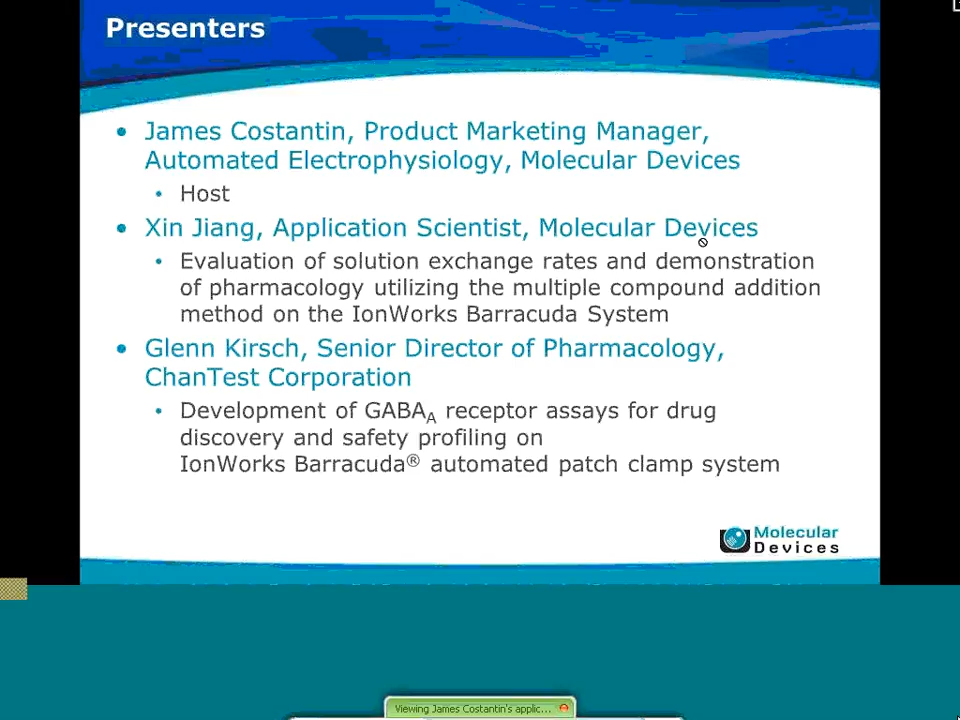 Presenters
• James Costantin, Product Marketing Manager,
Automated Electrophysiology, Molecular Devices
• Host
• Xin Jiang, Application Scientist, Molecular Devices
• Evaluation of solution exchange rates and demonstration
of pharmacology utilizing the multiple compound addition
method on the IonWorks Barracuda System
• Glenn Kirsch, Senior Director of Pharmacology,
ChanTest Corporation
• Development of GABAA receptor assays for drug
discovery and safety profiling on
IonWorks Barracuda® automated patch clamp system
Molecular
Devices
Viewing James Costantin's applic...